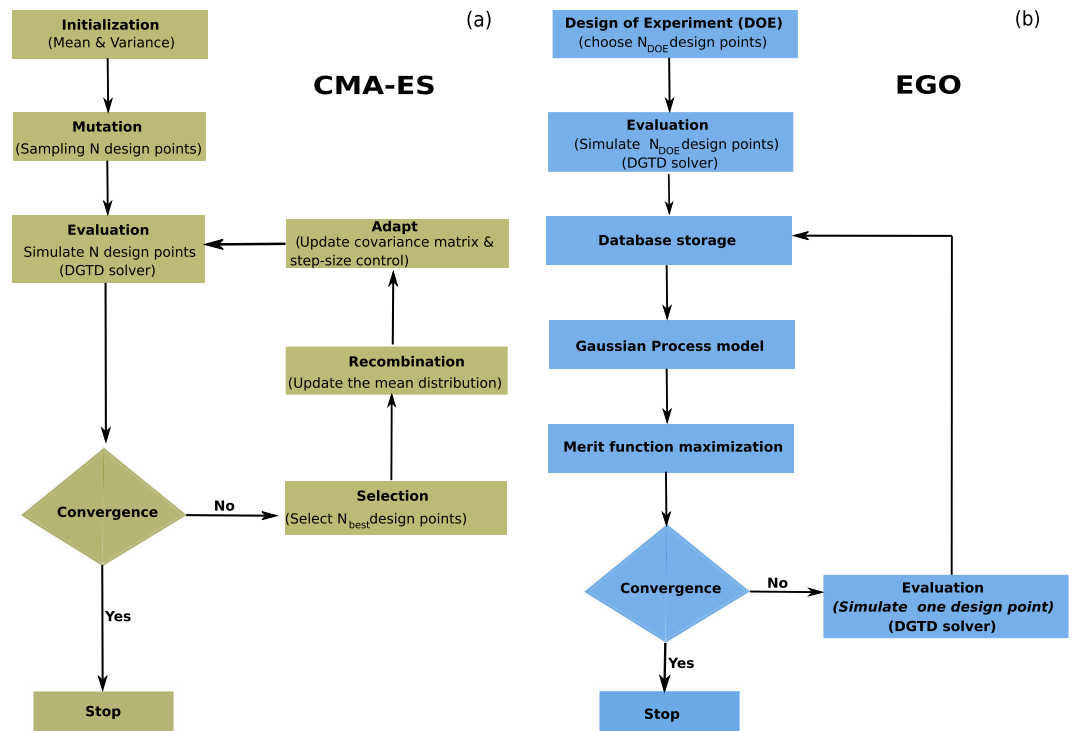 (a)
Initialization
(Mean & Variance)
CMA-ES
Mutation
(Sampling N design points)
Evaluation
Simulate N design points
(DGTD solver)
Adapt
(Update covariance matrix &
step-size control)
Recombination
(Update the mean distribution)
Selection
(Select Nbest design points)
Convergence
No
Yes
Stop
(b)
Design of Experiment (DOE)
(choose NDOE design points)
EGO
Evaluation
(Simulate NDOE design points)
(DGTD solver)
Database storage
Gaussian Process model
Merit function maximization
Convergence
No
Evaluation
(Simulate one design point)
(DGTD solver)
Yes
Stop